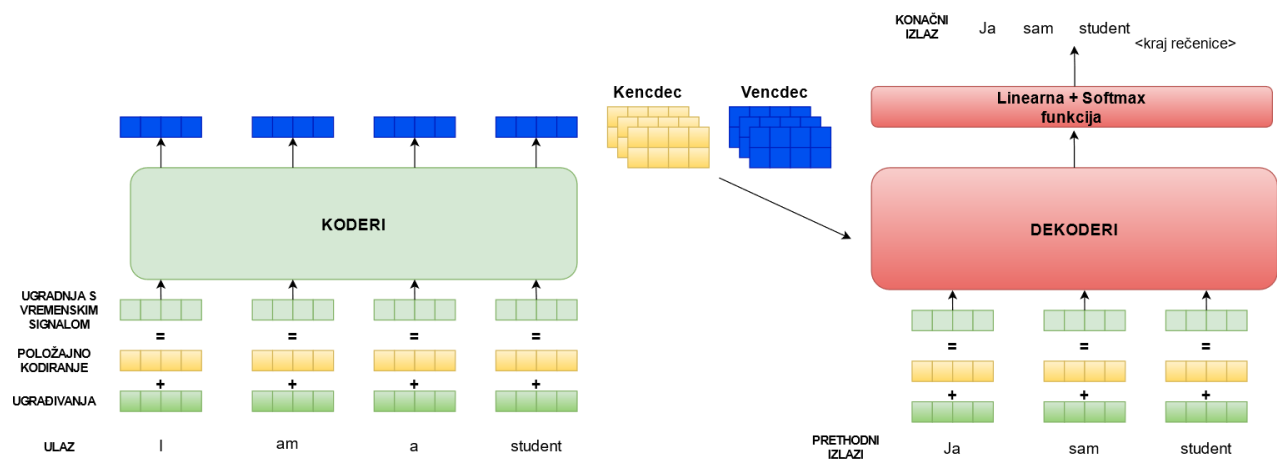 KONAČNI
IZLAZ
Ja sam student
<kraj rečenice>
Kencdec Vencdec
Linearna + Softmax
funkcija
KODERI
DEKODERI
UGRADNJA S
VREMENSKIM
SIGNALOM
= = = =
= = =
POLOŽAJNO
KODIRANJE
+ + + +
+ + +
UGRAĐIVANJA
ULAZ I am a student
PRETHODNI
IZLAZI
Ja sam student